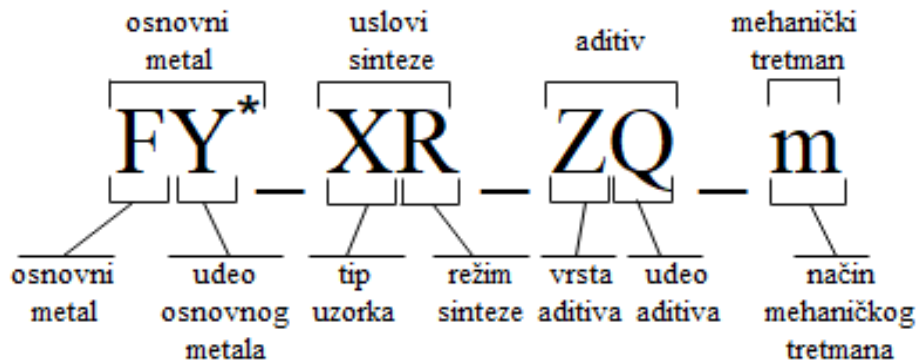 osnovni
metal
uslovi
sinteze
aditiv
mehanički
tretman
FY* – XR – ZQ – m
osnovni
metal
udeo
osnovnog
metala
tip
uzorka
režim
sinteze
vrsta
aditiva
udeo
aditiva
način
mehaničkog
tretmana